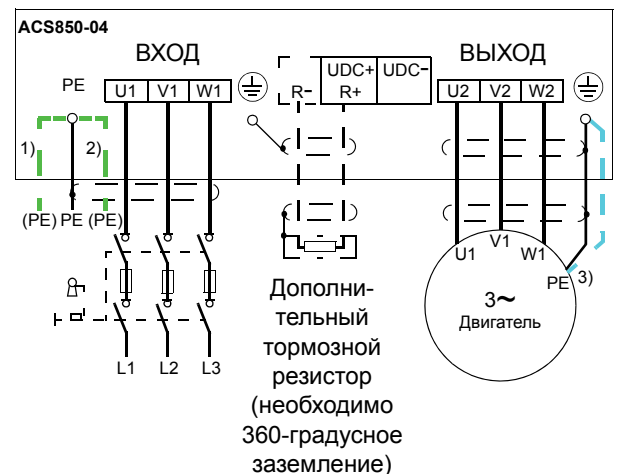 ACS850-04
ВХОД
ВЫХОД
PE
U1 V1 W1
R-
UDC+ UDC-
R+
U2 V2 W2
1)
2)
(PE) PE (PE)
U1 V1 W1
PE
3)
3~
Двигатель
L1 L2 L3
Дополни-
тельный
тормозной
резистор
(необходимо
360-градусное
заземление)